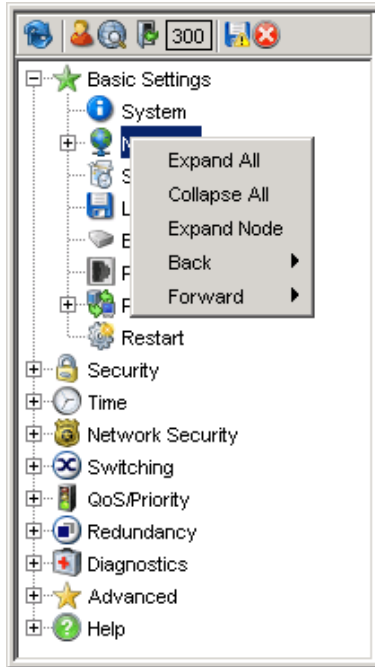 300
Basic Settings
System
N
Expand All
S
Collapse All
L
Expand Node
E
Back
P
Forward
P
Restart
Security
Time
Network Security
Switching
QoS/Priority
Redundancy
Diagnostics
Advanced
Help